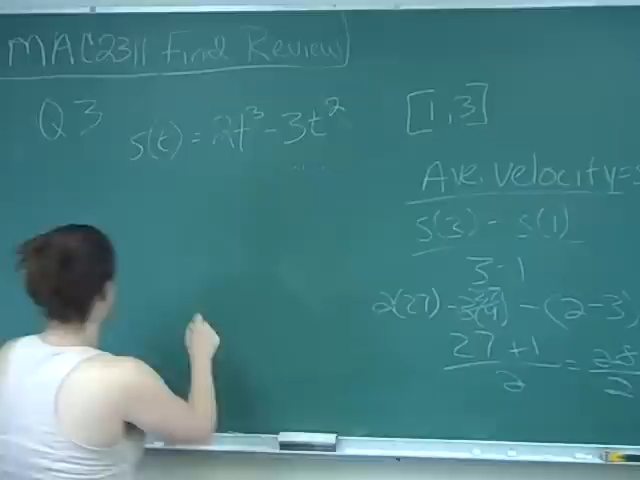 MAC2311 Final Review
Q3 s(t) = 2t³ - 3t² [1,3]
Ave. velocity =
s(3) - s(1)
3-1
2(27) - 3(9) - (2-3)
27 + 1 = 28
2 2